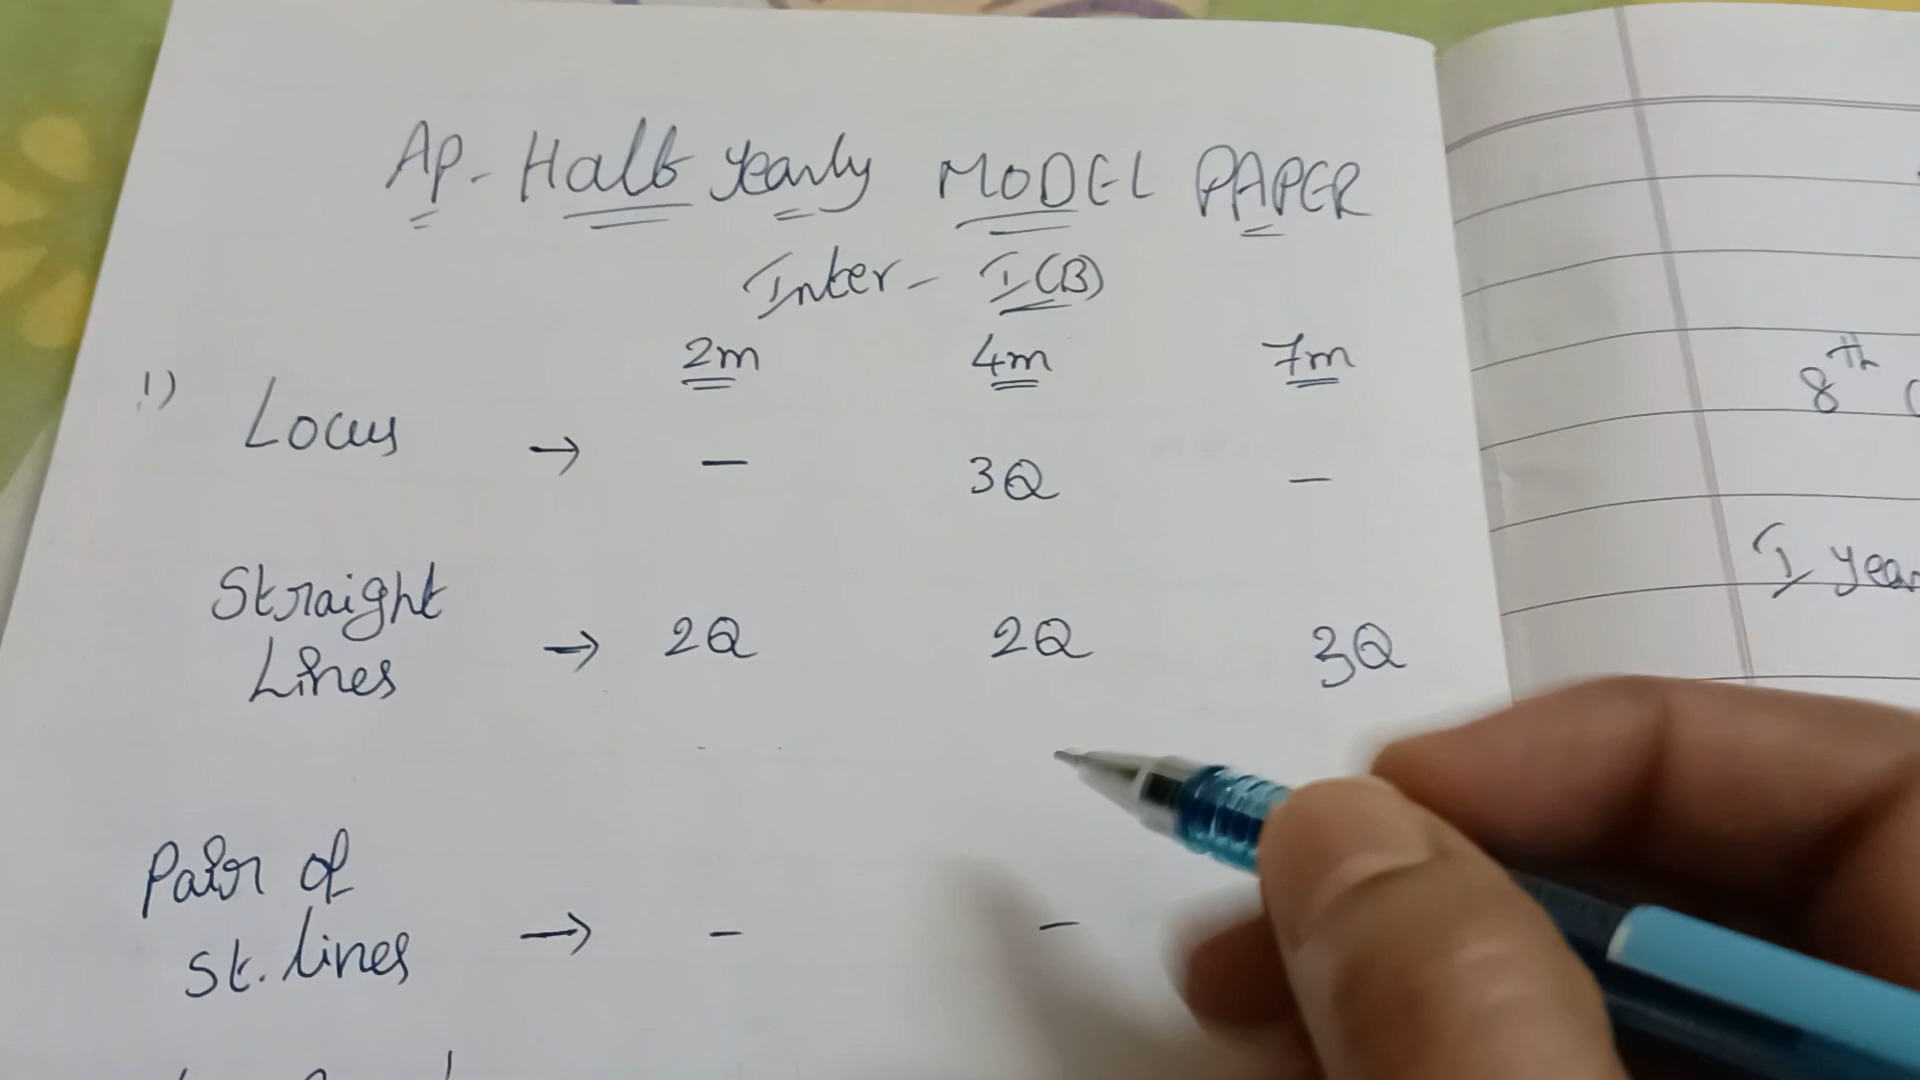 AP- Half yearly MODEL PAPER
Inter- I(B)
2m 4m 7m
1) Locus → - 3Q -
Straight
Lines → 2Q 2Q 3Q
Pair of
St. lines → - -
8th
I year